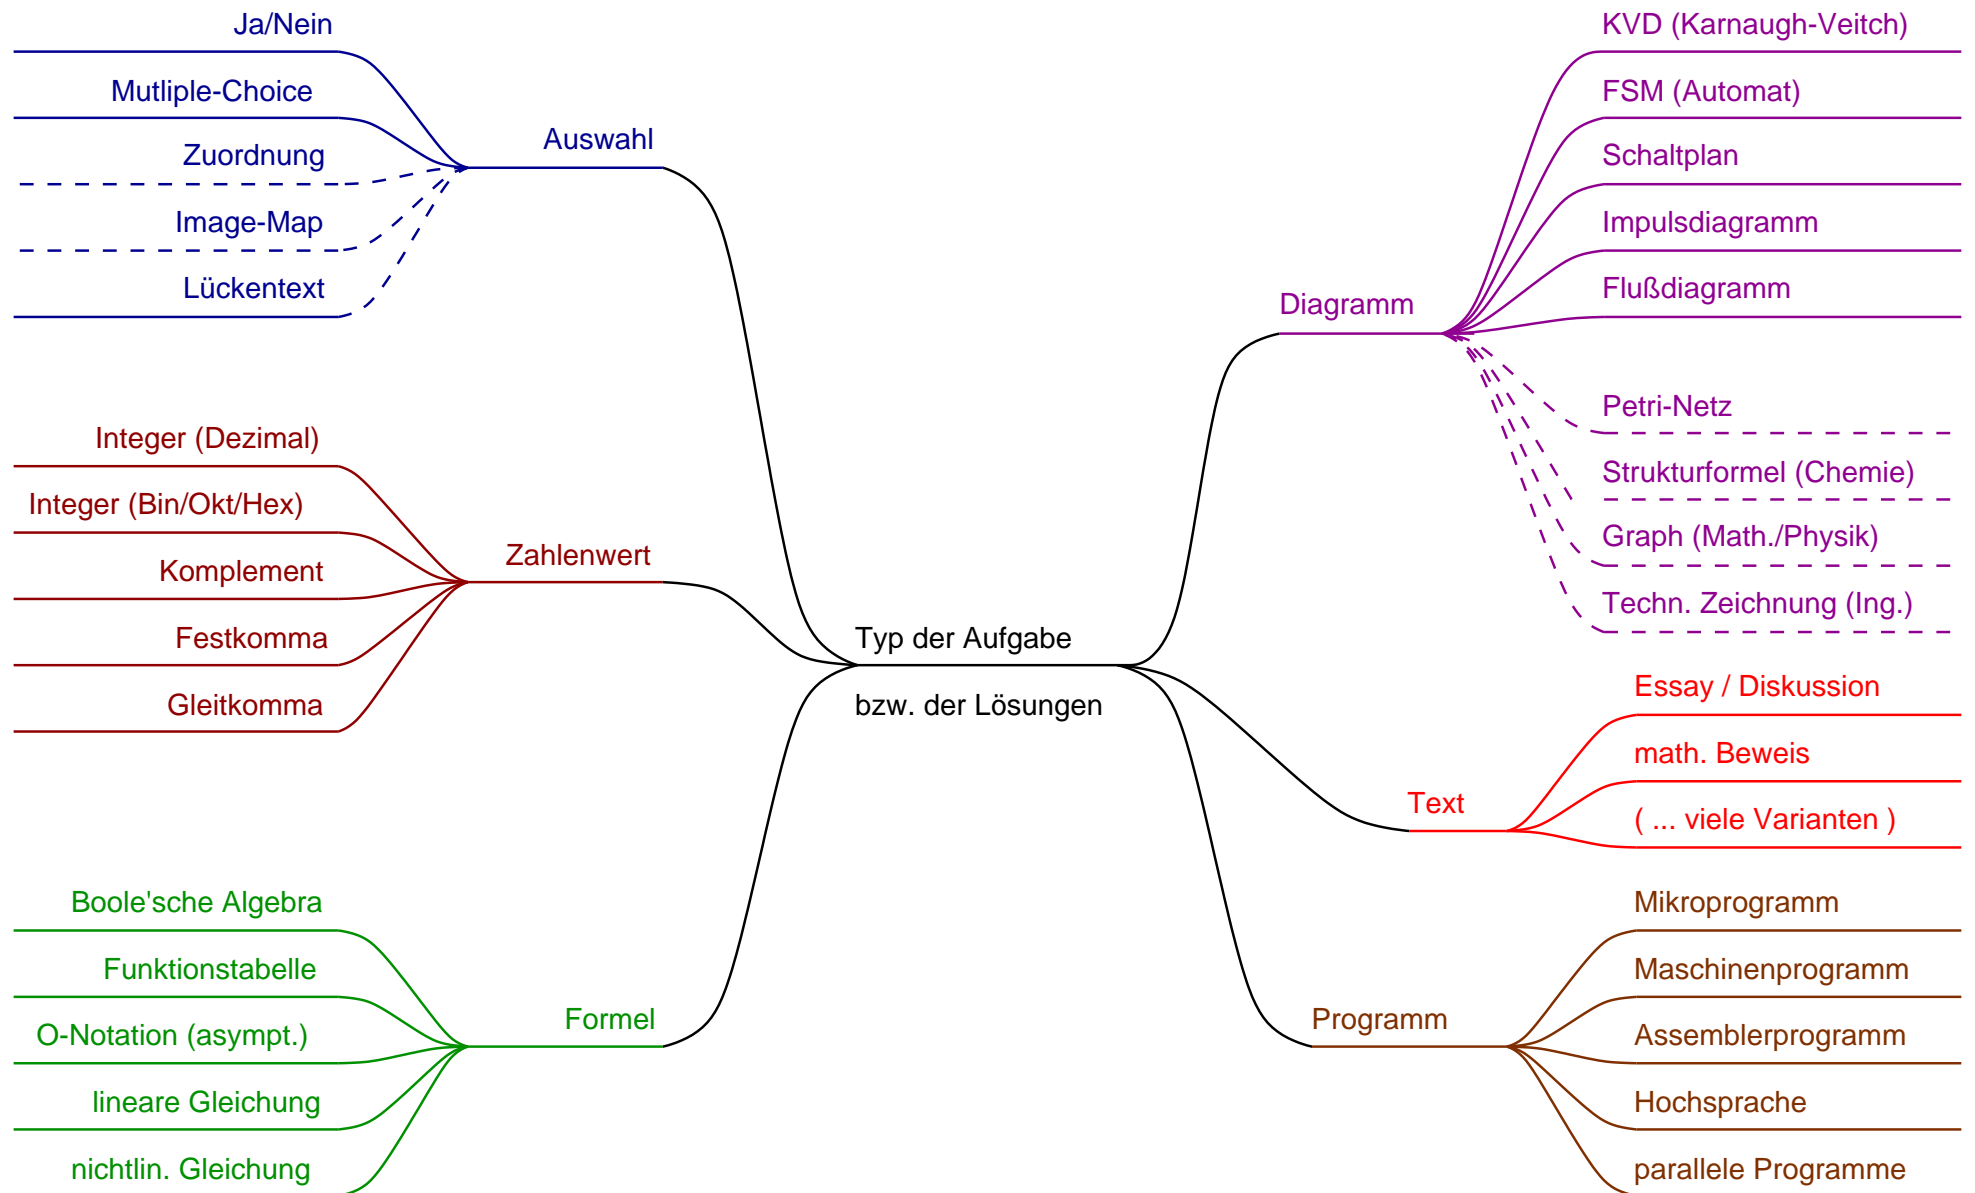 Ja/Nein
Mutliple-Choice
Zuordnung
Image-Map
Lückentext
Auswahl
Integer (Dezimal)
Integer (Bin/Okt/Hex)
Komplement
Festkomma
Gleitkomma
Zahlenwert
Boole'sche Algebra
Funktionstabelle
O-Notation (asympt.)
lineare Gleichung
nichtlin. Gleichung
Formel
Typ der Aufgabe
bzw. der Lösungen
Diagramm
KVD (Karnaugh-Veitch)
FSM (Automat)
Schaltplan
Impulsdiagramm
Flußdiagramm
Petri-Netz
Strukturformel (Chemie)
Graph (Math./Physik)
Techn. Zeichnung (Ing.)
Text
Essay / Diskussion
math. Beweis
( ... viele Varianten )
Programm
Mikroprogramm
Maschinenprogramm
Assemblerprogramm
Hochsprache
parallele Programme